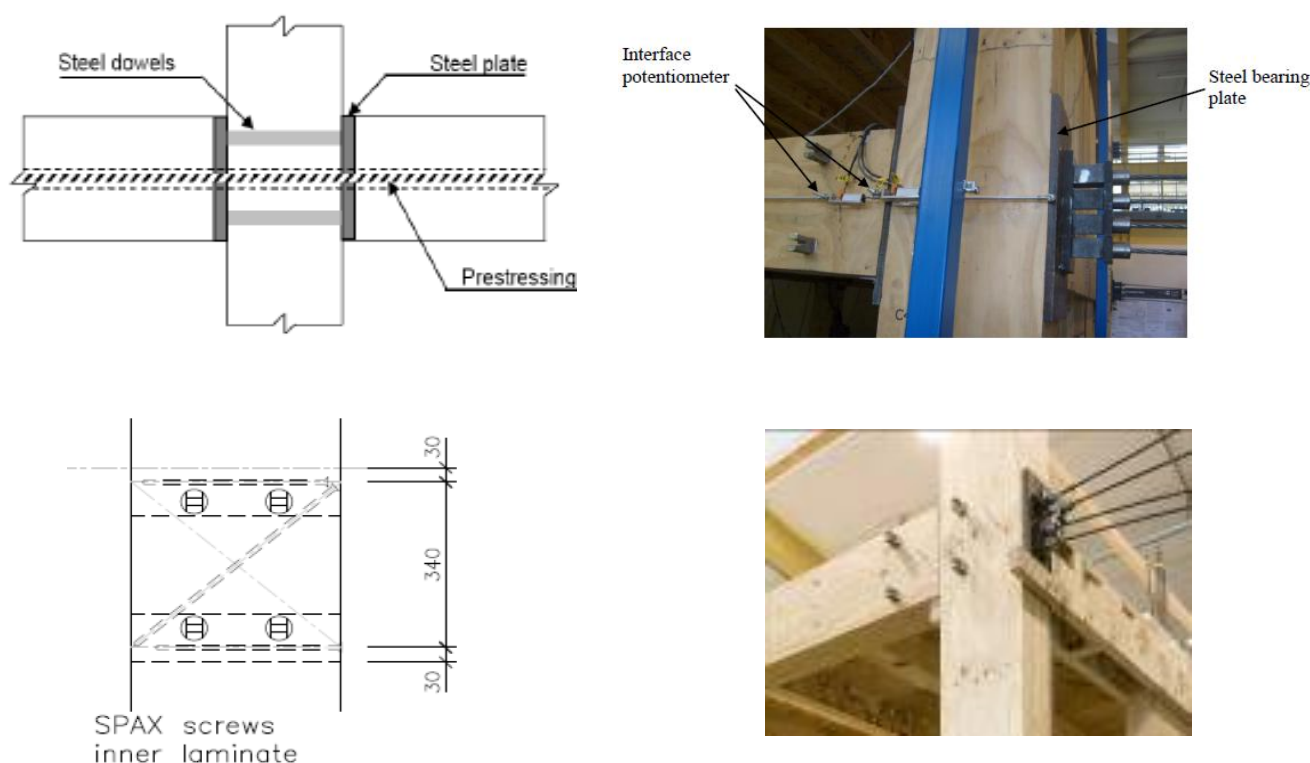 Steel dowels
Steel plate
Prestressing
Interface
potentiometer
Steel bearing
plate
C
30
340
30
SPAX screws
inner laminate